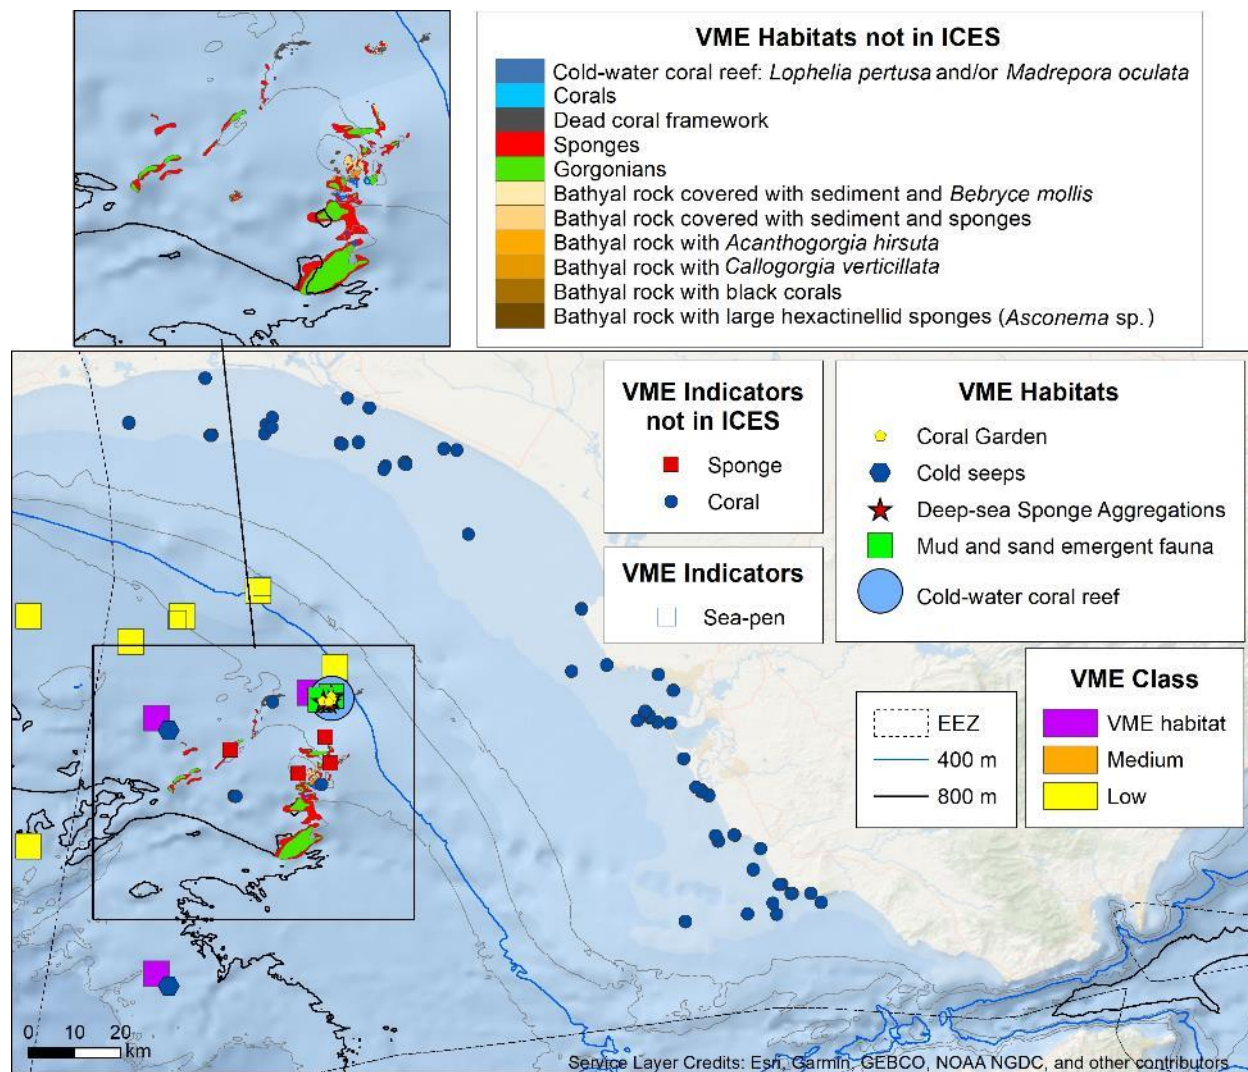 VME Habitats not in ICES
Cold-water coral reef: Lophelia pertusa and/or Madrepora oculata
Corals
Dead coral framework
Sponges
Gorgonians
Bathyal rock covered with sediment and Bebryce mollis
Bathyal rock covered with sediment and sponges
Bathyal rock with Acanthogorgia hirsuta
Bathyal rock with Callogorgia verticillata
Bathyal rock with black corals
Bathyal rock with large hexactinellid sponges (Asconema sp.)
VME Indicators
not in ICES
Sponge
Coral
VME Indicators
Sea-pen
VME Habitats
Coral Garden
Cold seeps
Deep-sea Sponge Aggregations
Mud and sand emergent fauna
Cold-water coral reef
EEZ
400 m
800 m
VME Class
VME habitat
Medium
Low
0 10 20
km
Service Layer Credits: Esri, Garmin, GEBCO, NOAA NGDC, and other contributors